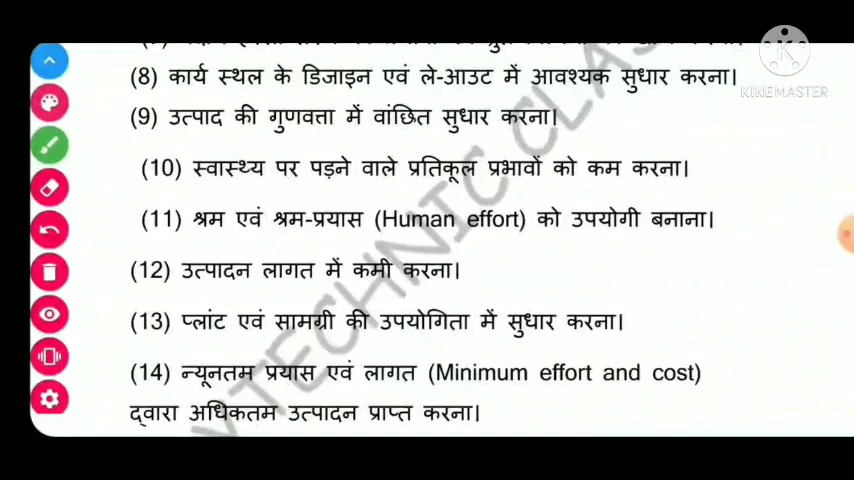 (8) कार्य स्थल के डिजाइन एवं ले-आउट में आवश्यक सुधार करना।
KINEMASTER
(9) उत्पाद की गुणवत्ता में वांछित सुधार करना।
(10) स्वास्थ्य पर पड़ने वाले प्रतिकूल प्रभावों को कम करना।
(11) श्रम एवं श्रम-प्रयास (Human effort) को उपयोगी बनाना।
(12) उत्पादन लागत में कमी करना।
(13) प्लांट एवं सामग्री की उपयोगिता में सुधार करना।
(14) न्यूनतम प्रयास एवं लागत (Minimum effort and cost)
द्वारा अधिकतम उत्पादन प्राप्त करना।